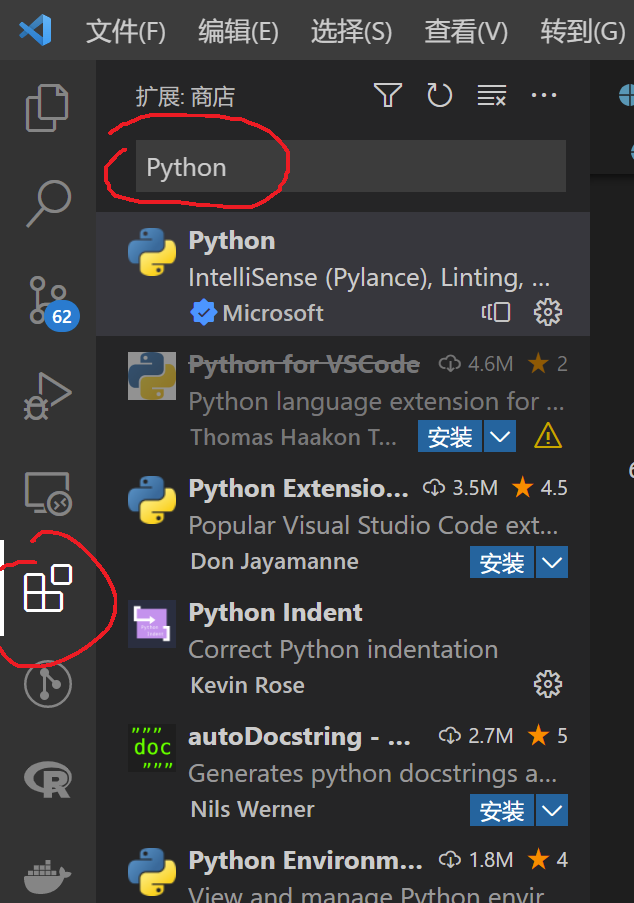 文件(F) 编辑(E) 选择(S) 查看(V) 转到(G)
扩展: 商店
Python
Python
IntelliSense (Pylance), Linting, ...
Microsoft
62
Python for VSCode 4.6M 2
Python language extension for ...
Thomas Haakon T... 安装
Python Extensio... 3.5M 4.5
Popular Visual Studio Code ext...
Don Jayamanne 安装
Python Indent
Correct Python indentation
Kevin Rose
"""
doc
"""
autoDocstring - ... 2.7M 5
Generates python docstrings a...
Nils Werner 安装
R
Python Environm... 1.8M 4
View and manage Python envir